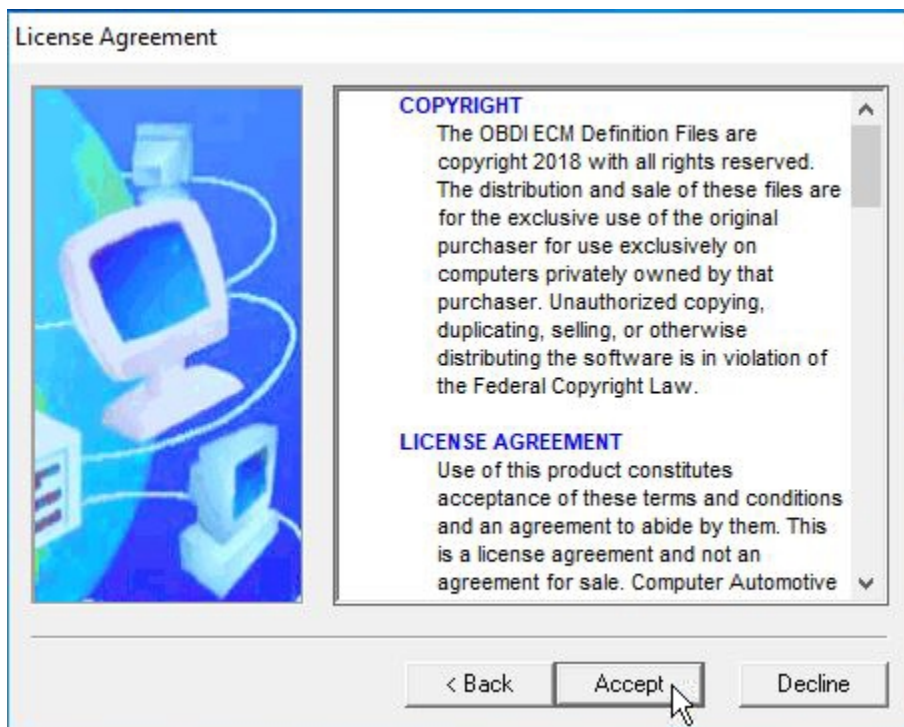 License Agreement
COPYRIGHT
The OBDI ECM Definition Files are
copyright 2018 with all rights reserved.
The distribution and sale of these files are
for the exclusive use of the original
purchaser for use exclusively on
computers privately owned by that
purchaser. Unauthorized copying,
duplicating, selling, or otherwise
distributing the software is in violation of
the Federal Copyright Law.
LICENSE AGREEMENT
Use of this product constitutes
acceptance of these terms and conditions
and an agreement to abide by them. This
is a license agreement and not an
agreement for sale. Computer Automotive
< Back Accept Decline